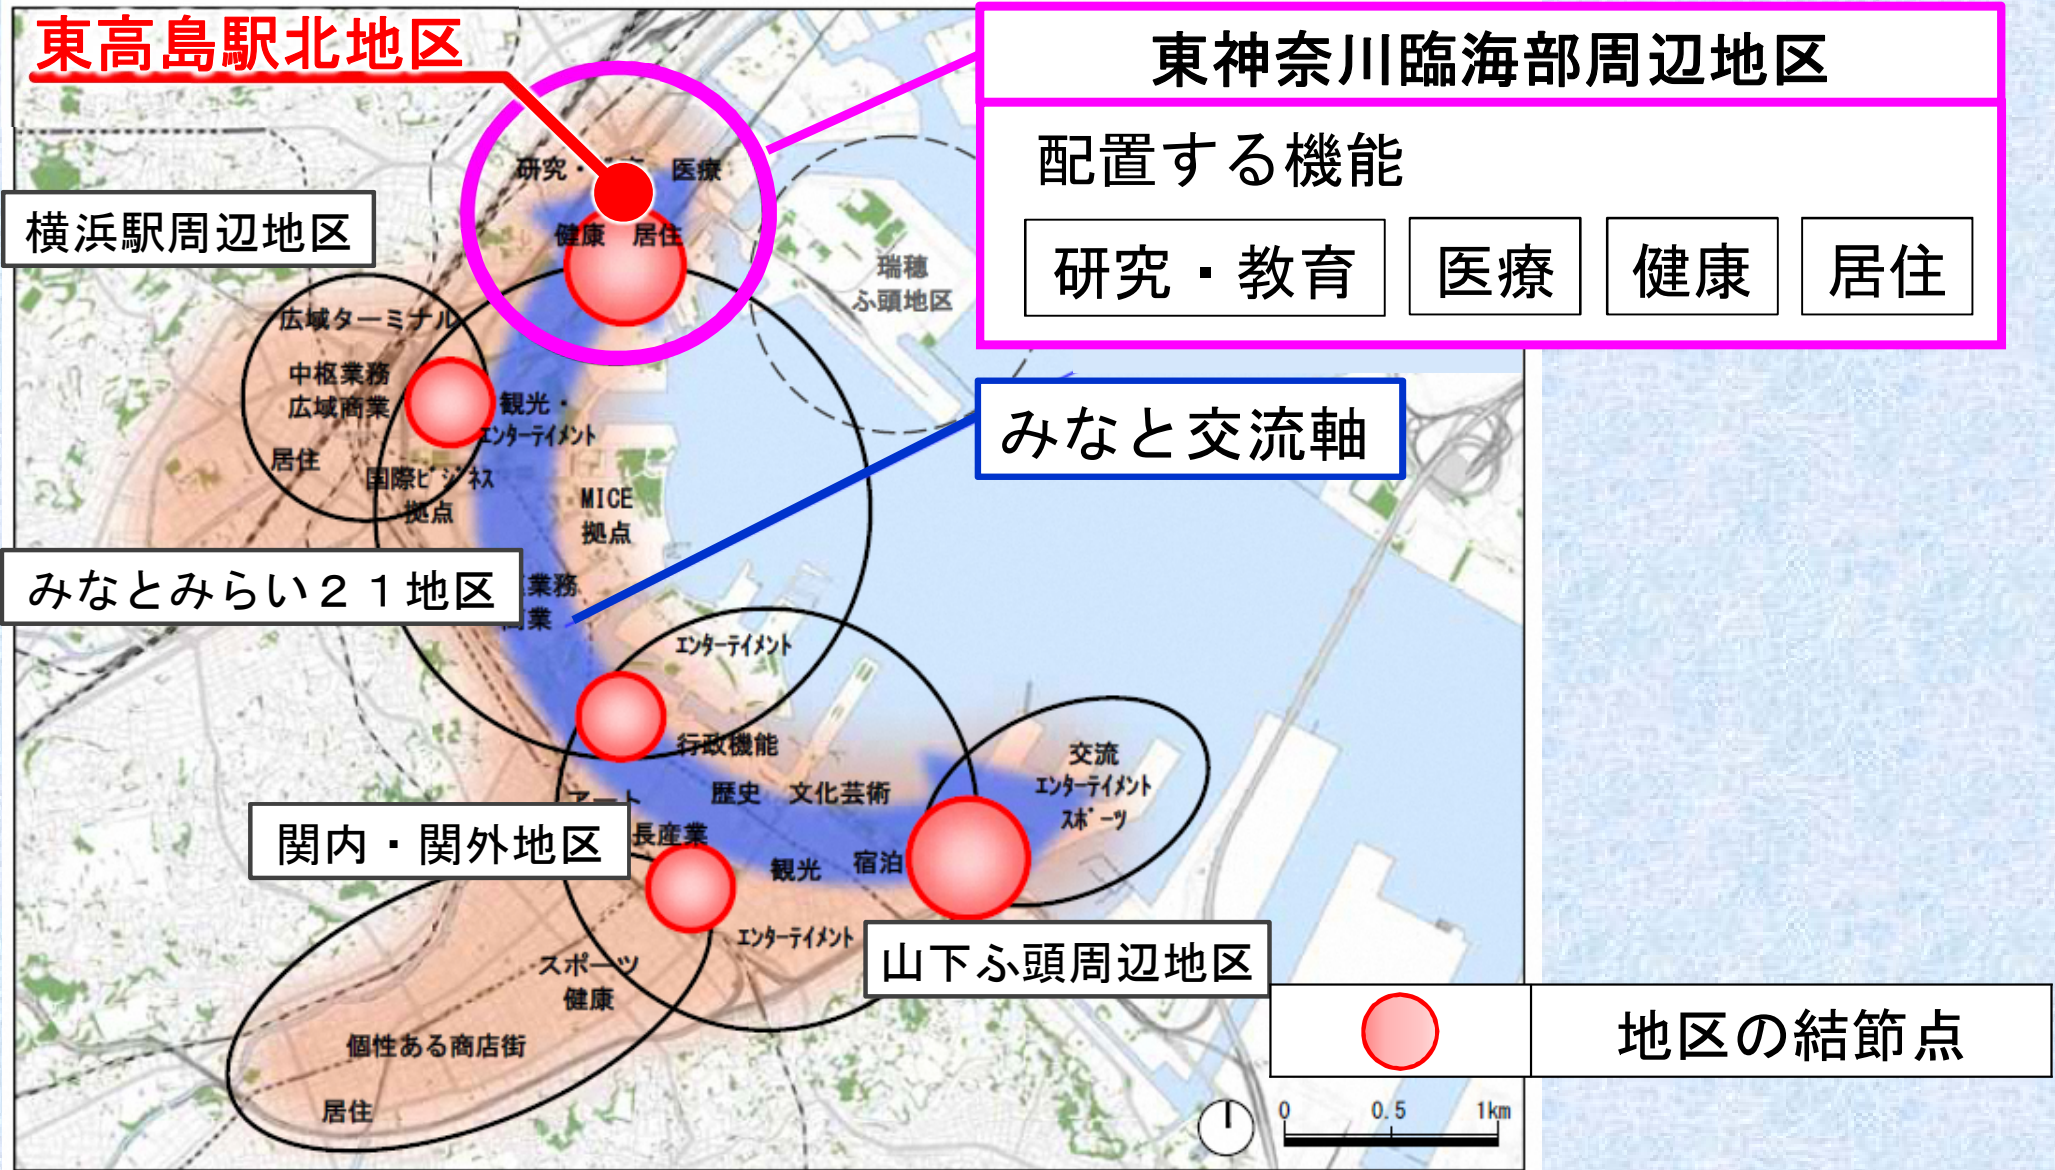 東高島駅北地区
東神奈川臨海部周辺地区
配置する機能
研究・教育
医療
健康
居住
研究・
医療
健康
居住
横浜駅周辺地区
瑞穂
ふ頭地区
広域ターミナル
中枢業務
広域商業
居住
観光・
エンターテイメント
国際ビジネス
拠点
MICE
拠点
みなと交流軸
みなとみらい２１地区
業務
業
エンターテイメント
行政機能
アート
歴史
文化芸術
交流
エンターテイメント
スポーツ
関内・関外地区
長産業
観光
宿泊
エンターテイメント
山下ふ頭周辺地区
スポーツ
健康
個性ある商店街
居住
地区の結節点
0
0.5
1km